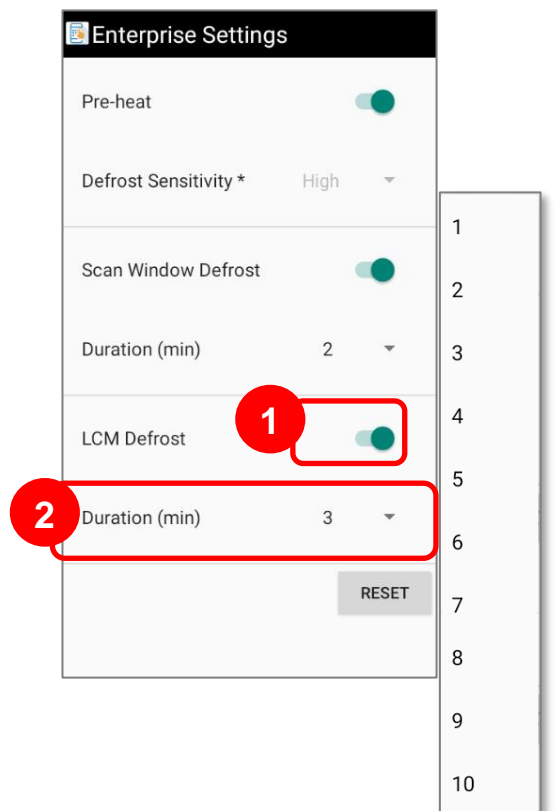 Enterprise Settings
Pre-heat
Defrost Sensitivity * High
Scan Window Defrost
Duration (min) 2
1
LCM Defrost
2
Duration (min) 3
RESET
1
2
3
4
5
6
7
8
9
10